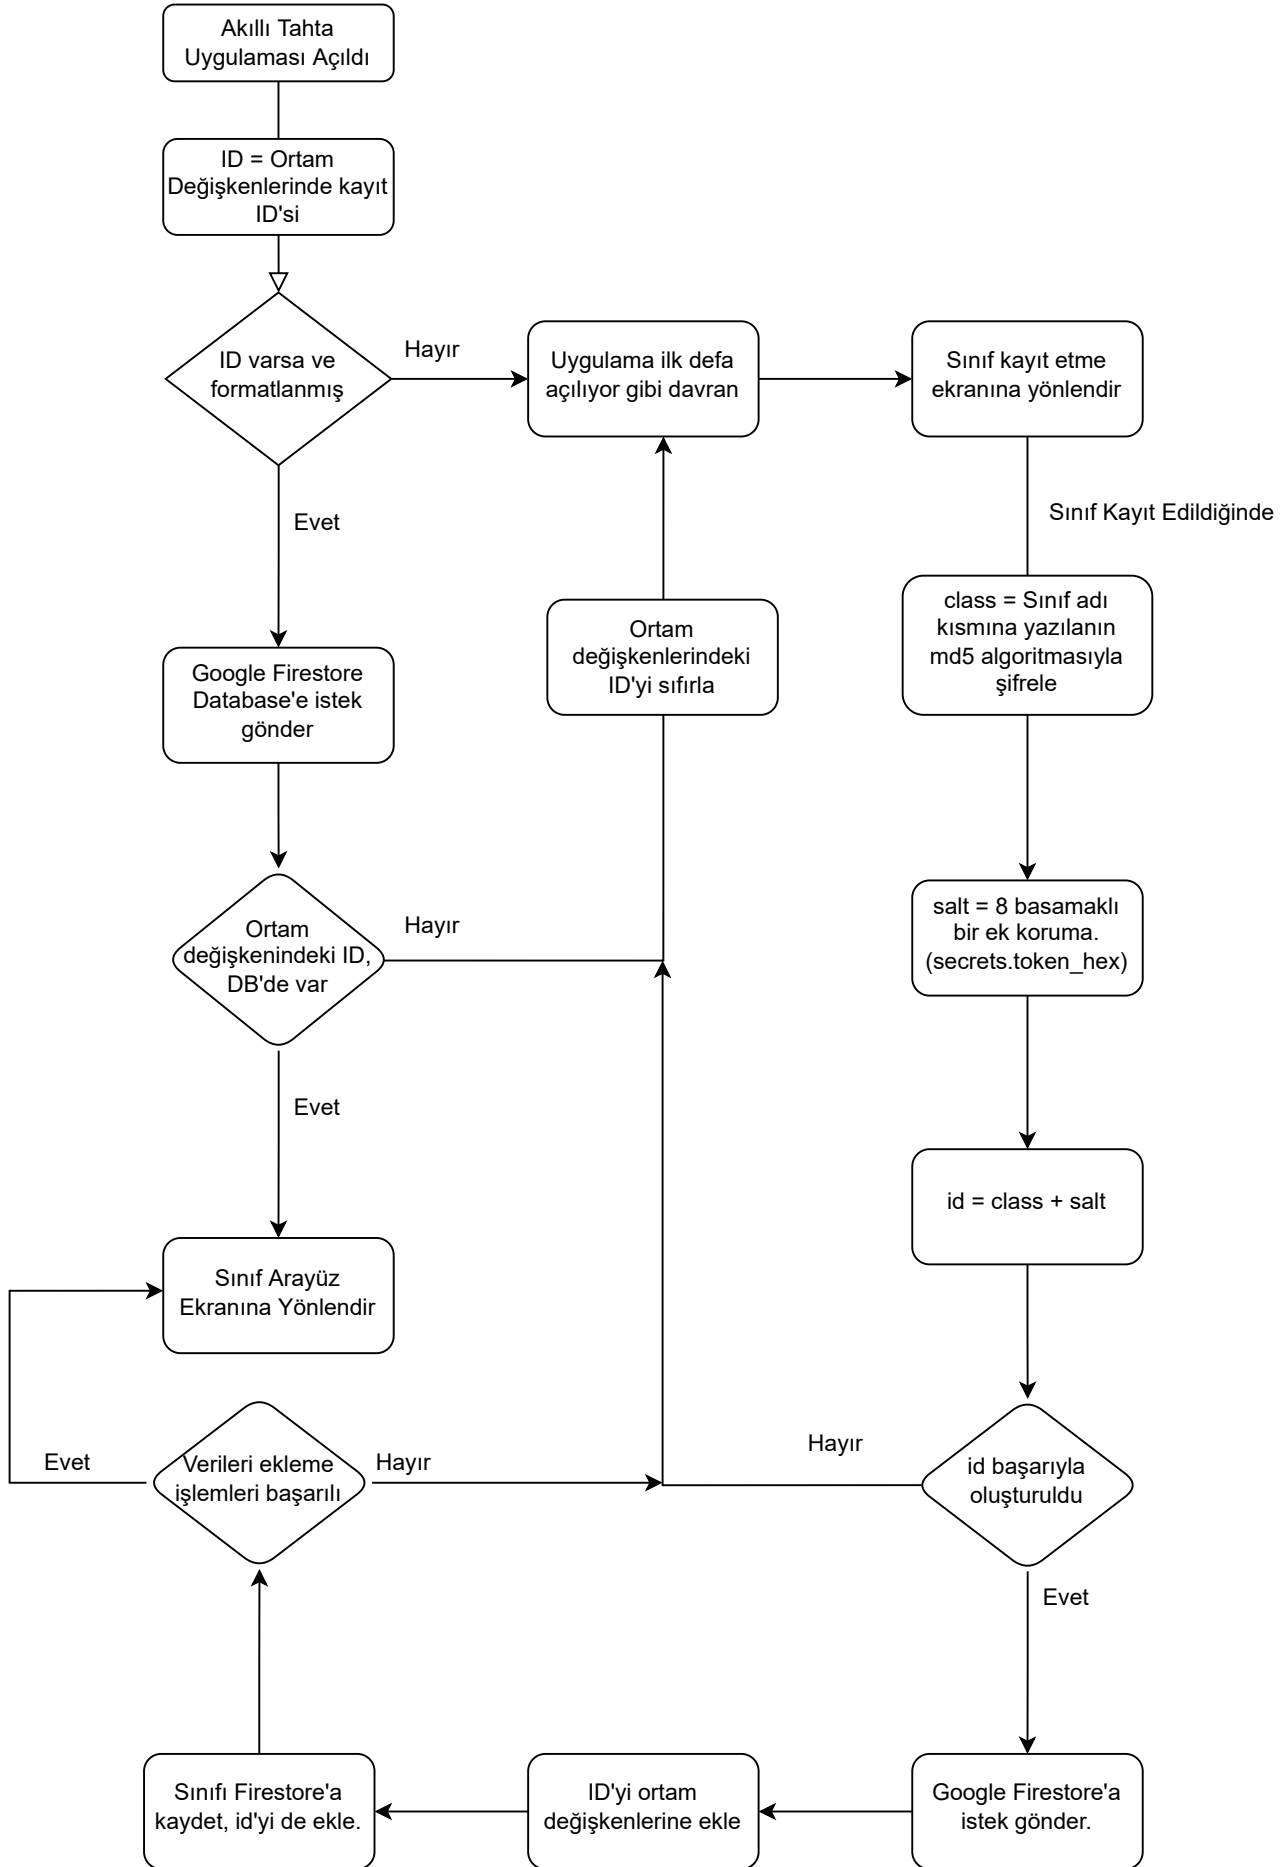 Akıllı Tahta
Uygulaması Açıldı
ID = Ortam
Değişkenlerinde kayıt
ID'si
ID varsa ve
formatlanmış
Hayır
Uygulama ilk defa
açılıyor gibi davran
Sınıf kayıt etme
ekranına yönlendir
Evet
Sınıf Kayıt Edildiğinde
Google Firestore
Database'e istek
gönder
Ortam
değişkenlerindeki
ID'yi sıfırla
class = Sınıf adı
kısmına yazılanın
md5 algoritmasıyla
şifrele
Ortam
değişkenindeki ID,
DB'de var
Hayır
salt = 8 basamaklı
bir ek koruma.
(secrets.token_hex)
Evet
id = class + salt
Sınıf Arayüz
Ekranına Yönlendir
Evet
Verileri ekleme
işlemleri başarılı
Hayır
Hayır
id başarıyla
oluşturuldu
Evet
Sınıfı Firestore'a
kaydet, id'yi de ekle.
ID'yi ortam
değişkenlerine ekle
Google Firestore'a
istek gönder.